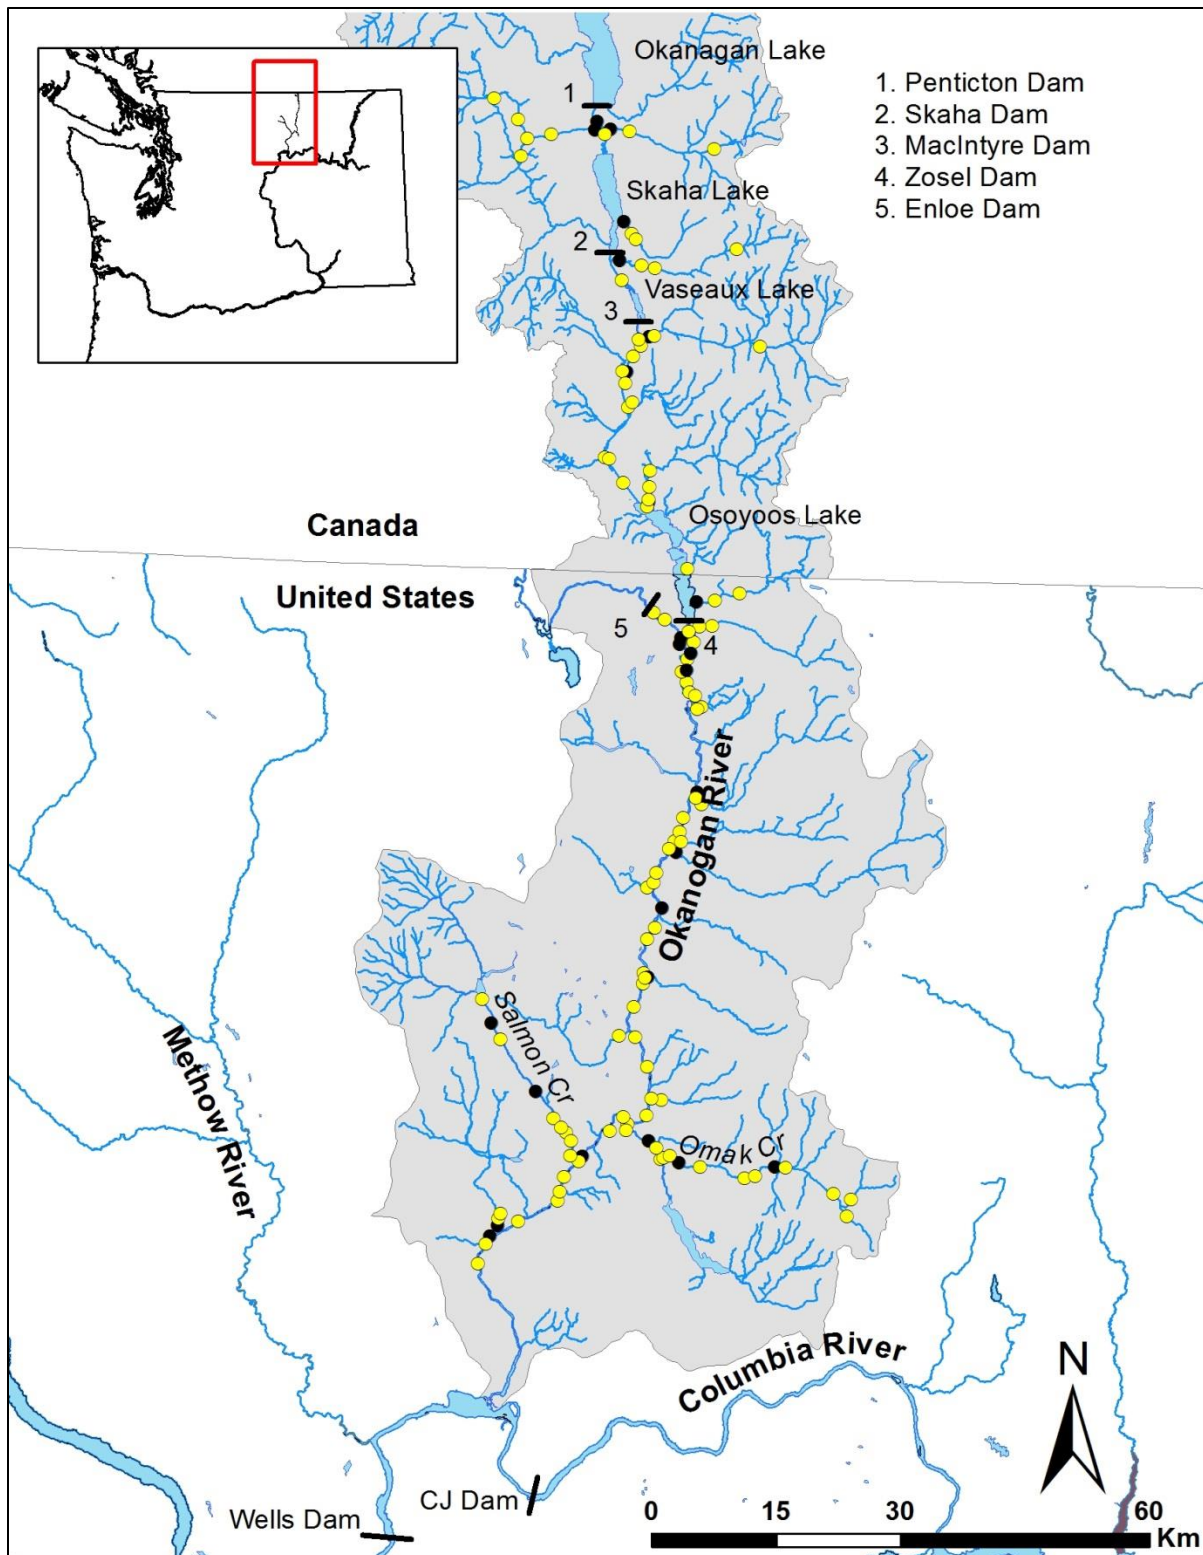 Okanagan Lake
1. Penticton Dam
2. Skaha Dam
3. MacIntyre Dam
4. Zosel Dam
5. Enloe Dam
1
Skaha Lake
2
Vaseaux Lake
3
Osoyoos Lake
Canada
United States
5
4
Okanogan River
Salmon Cr
Methow River
Omak Cr
Columbia River
N
CJ Dam
Wells Dam
0 15 30 60
Km